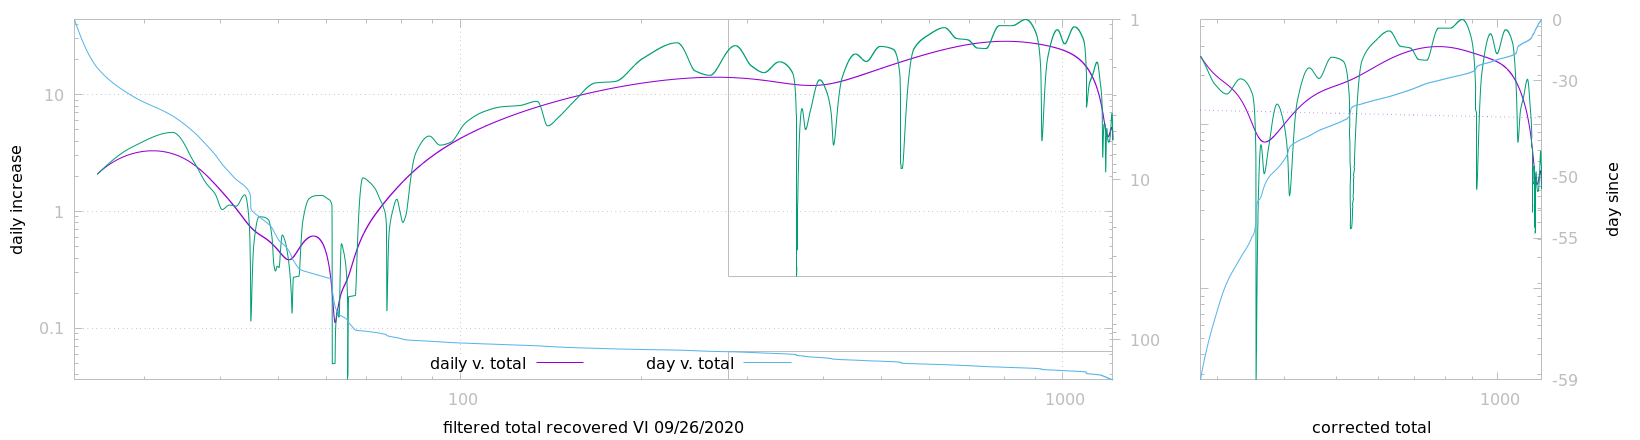 daily increase
10
1
0.1
100
1000
1
10
100
daily v. total
day v. total
filtered total recovered VI 09/26/2020
0
-30
-50
-55
-59
day since
1000
corrected total